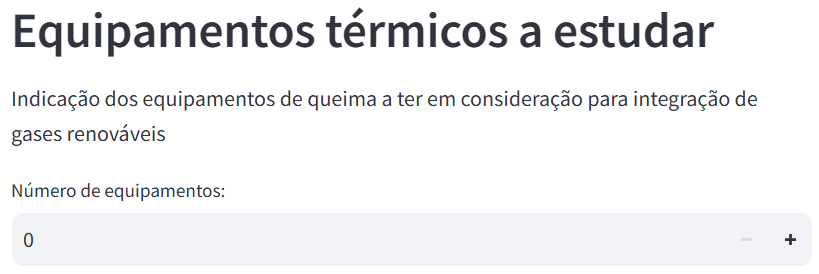 Equipamentos térmicos a estudar
Indicação dos equipamentos de queima a ter em consideração para integração de
gases renováveis
Número de equipamentos:
0